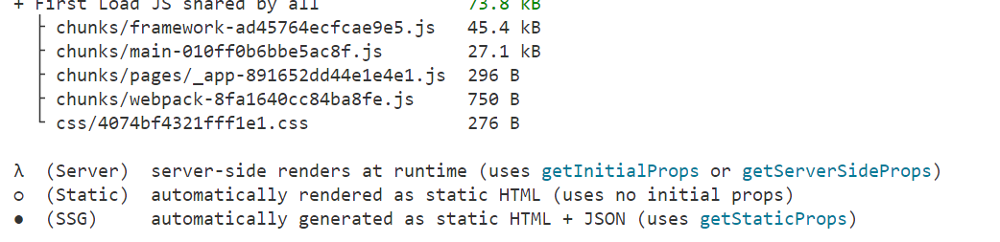 + First Load JS shared by all 73.8 kB
├ chunks/framework-ad45764ecfcae9e5.js 45.4 kB
├ chunks/main-010ff0b6bbe5ac8f.js 27.1 kB
├ chunks/pages/_app-891652dd44e1e4e1.js 296 B
├ chunks/webpack-8fa1640cc84ba8fe.js 750 B
└ css/4074bf4321fff1e1.css 276 B
λ (Server) server-side renders at runtime (uses getInitialProps or getServerSideProps)
○ (Static) automatically rendered as static HTML (uses no initial props)
● (SSG) automatically generated as static HTML + JSON (uses getStaticProps)